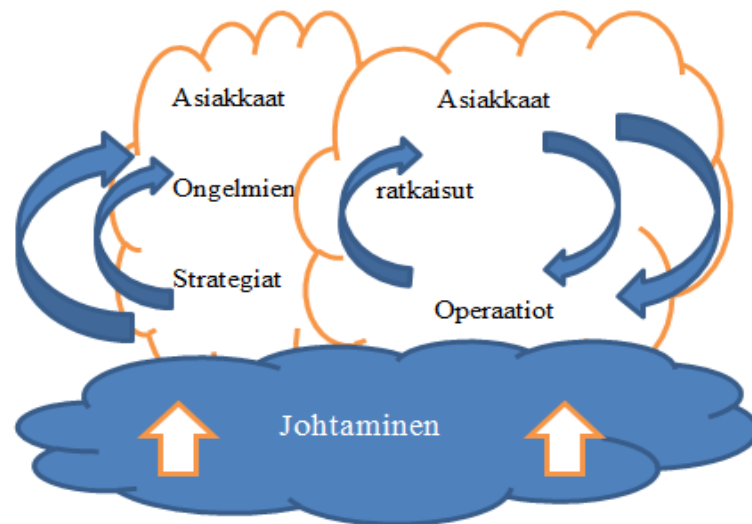 Asiakkaat Asiakkaat
Ongelmien ratkaisut
Strategiat
Operaatiot
Johtaminen